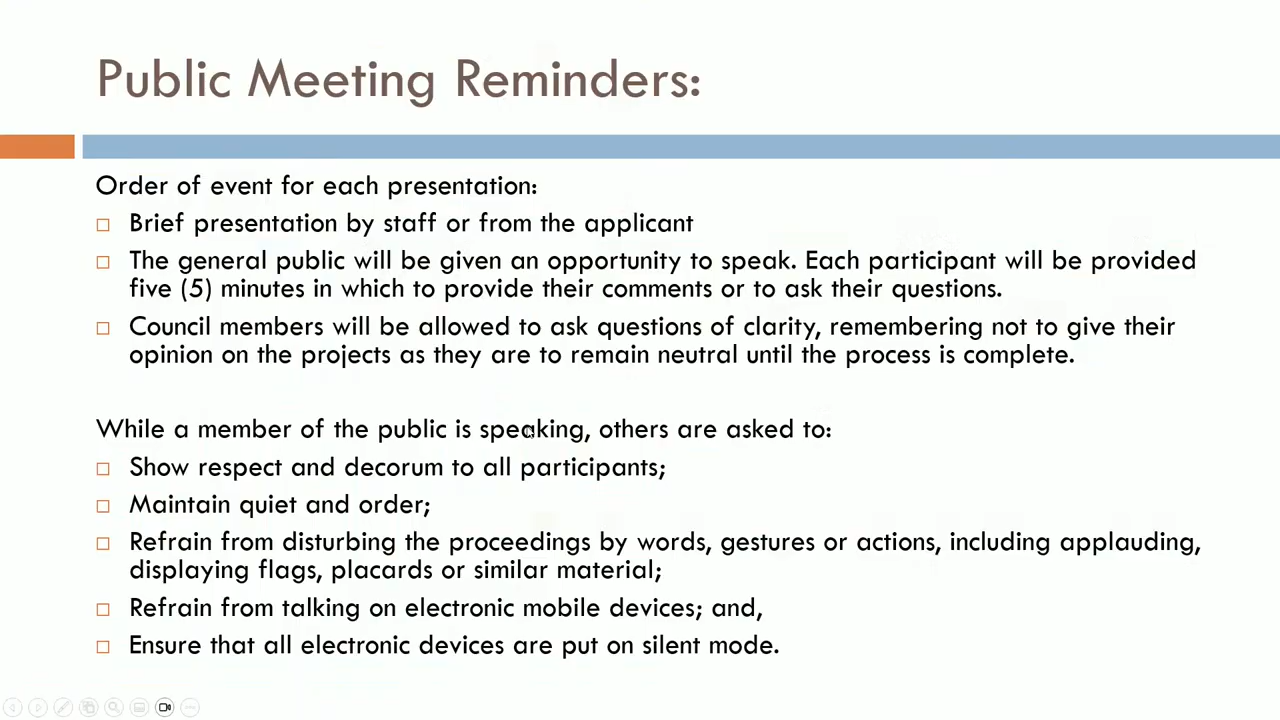 Public Meeting Reminders:
Order of event for each presentation:
Brief presentation by staff or from the applicant
The general public will be given an opportunity to speak. Each participant will be provided
five (5) minutes in which to provide their comments or to ask their questions.
Council members will be allowed to ask questions of clarity, remembering not to give their
opinion on the projects as they are to remain neutral until the process is complete.
While a member of the public is speaking, others are asked to:
Show respect and decorum to all participants;
Maintain quiet and order;
Refrain from disturbing the proceedings by words, gestures or actions, including applauding,
displaying flags, placards or similar material;
Refrain from talking on electronic mobile devices; and,
Ensure that all electronic devices are put on silent mode.